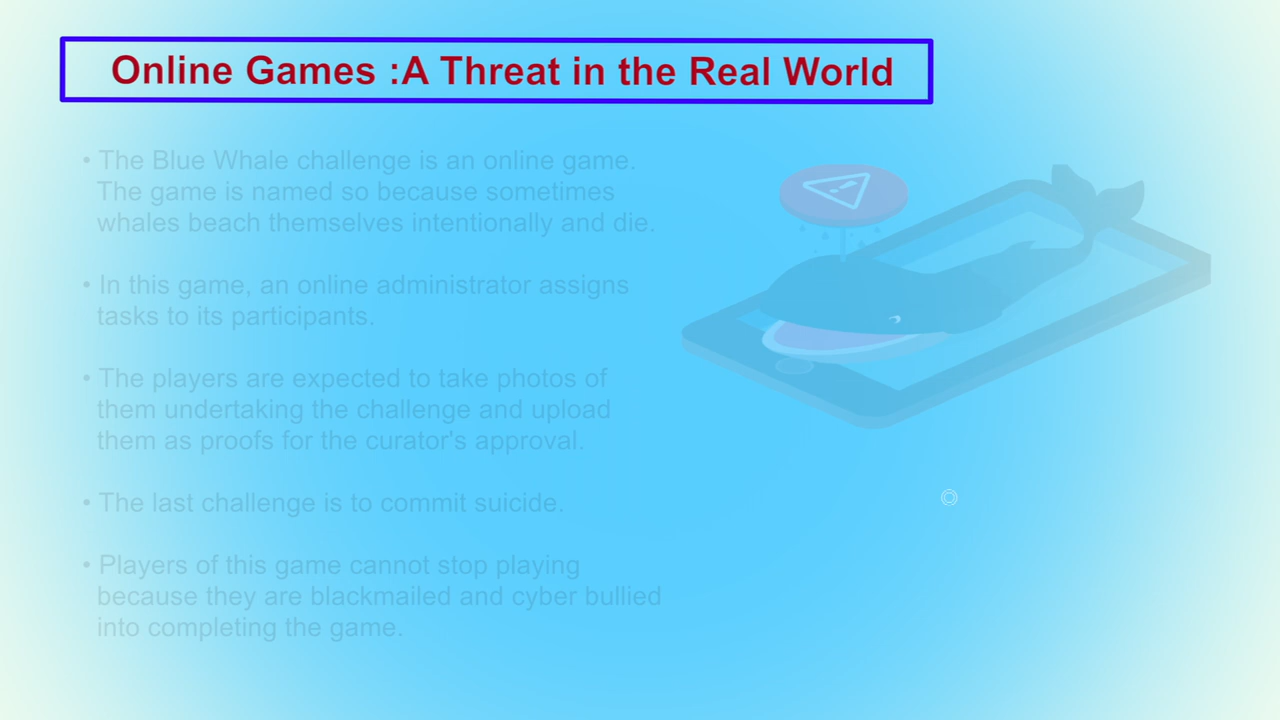 Online Games :A Threat in the Real World
• The Blue Whale challenge is an online game.
The game is named so because sometimes
whales beach themselves intentionally and die.
• In this game, an online administrator assigns
tasks to its participants.
• The players are expected to take photos of
them undertaking the challenge and upload
them as proofs for the curator's approval.
• The last challenge is to commit suicide.
• Players of this game cannot stop playing
because they are blackmailed and cyber bullied
into completing the game.